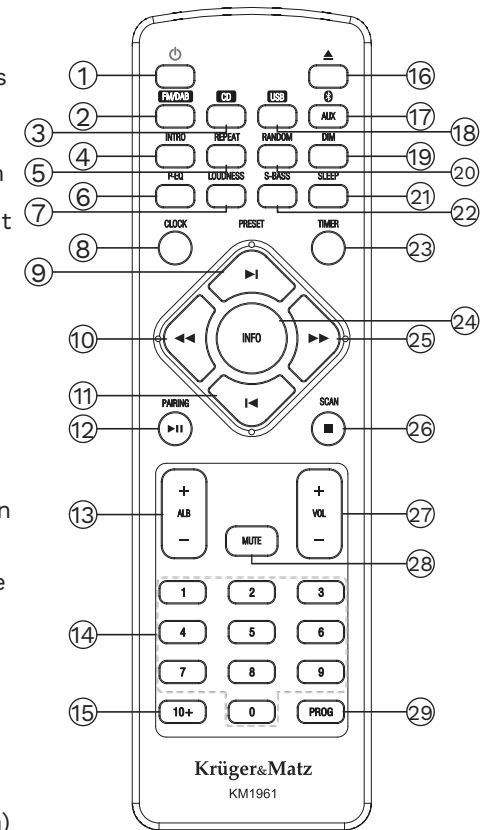 s
1
16
FM/DAB CD USB
n
2
AUX
17
3
18
INTRO REPEAT RANDOM DIM
4
19
5
20
P-EQ LOUDNESS S-BASS SLEEP
t
6
21
7
22
CLOCK PRESET TIMER
8
23
9
24
10
INFO
25
11
PAIRING SCAN
12
26
n
+ +
13
ALB VOL
27
- MUTE -
28
e
1 2 3
14
4 5 6
7 8 9
15
10+ 0 PROG
29
Krüger&Matz
KM1961
)